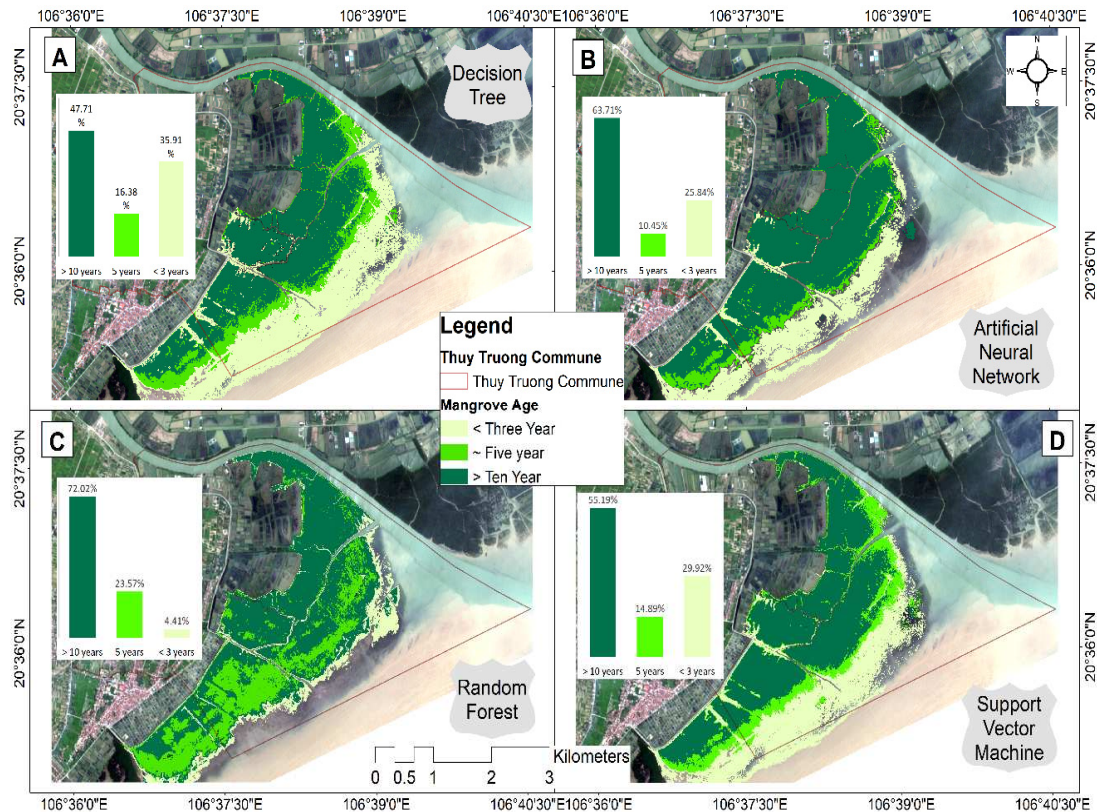 106°36'0"E 106°37'30"E 106°39'0"E 106°40'30"E 106°36'0"E 106°37'30"E 106°39'0"E 106°40'30"E
20°37'30"N
20°36'0"N
A
Decision
Tree
47.71
%
16.38
%
35.91
%
> 10 years 5 years < 3 years
B
N
W E
S
63.71%
10.45%
25.84%
> 10 years 5 years < 3 years
Artificial
Neural
Network
20°37'30"N
20°36'0"N
Legend
Thuy Truong Commune
Thuy Truong Commune
Mangrove Age
< Three Year
~ Five year
> Ten Year
20°37'30"N
20°36'0"N
C
72.02%
23.57%
4.41%
> 10 years 5 years < 3 years
Random
Forest
Kilometers
0 0.5 1 2 3
D
55.19%
14.89%
29.92%
> 10 years 5 years < 3 years
Support
Vector
Machine
20°37'30"N
20°36'0"N
106°36'0"E 106°37'30"E 106°39'0"E 106°40'30"E 106°36'0"E 106°37'30"E 106°39'0"E 106°40'30"E